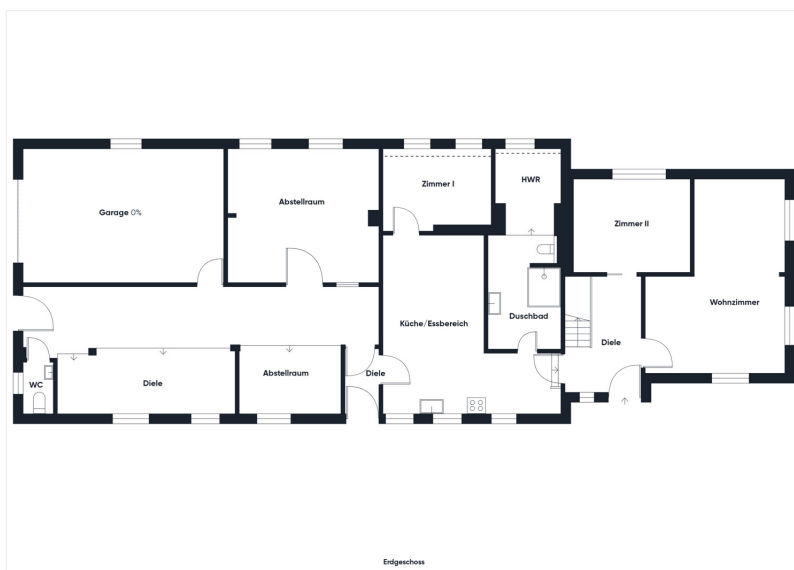 Garage 0%
Abstellraum
Zimmer I
HWR
Zimmer II
Wohnzimmer
Küche/Essbereich
Duschbad
Diele
WC
Diele
Abstellraum
Diele
Erdgeschoss